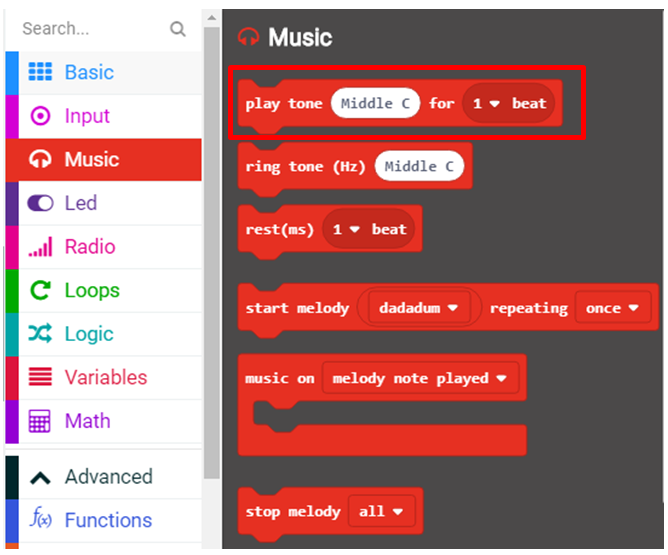 Search...
Basic
Input
Music
Led
Radio
Loops
Logic
Variables
Math
Advanced
f(x) Functions
Music
play tone Middle C for 1 beat
ring tone (Hz) Middle C
rest(ms) 1 beat
start melody dadadum repeating once
music on melody note played
stop melody all